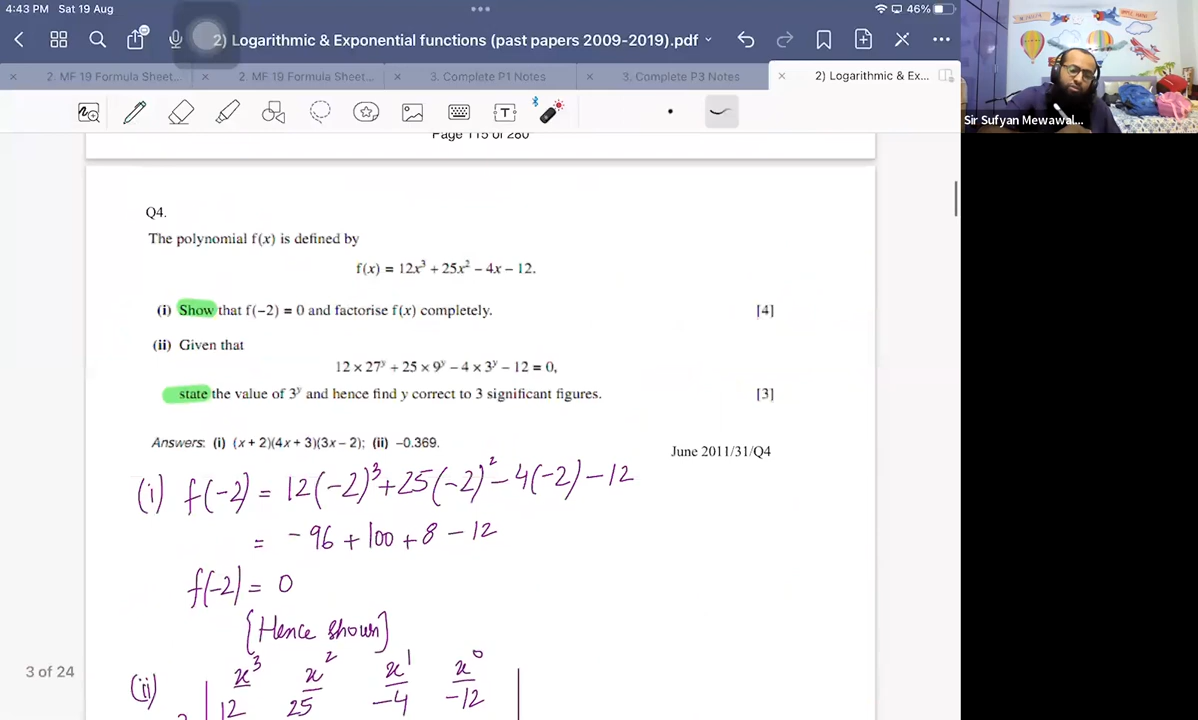 4:43 PM Sat 19 Aug
46%
2) Logarithmic & Exponential functions (past papers 2009-2019).pdf
2. MF 19 Formula Sheet...
2. MF 19 Formula Sheet...
3. Complete P1 Notes
3. Complete P3 Notes
2) Logarithmic & Ex...
Sir Sufyan Mewawal...
Page 115 of 280
Q4.
The polynomial f(x) is defined by
f(x) = 12x³ + 25x² − 4x − 12.
(i) Show that f(−2) = 0 and factorise f(x) completely. [4]
(ii) Given that
12 × 27ʸ + 25 × 9ʸ − 4 × 3ʸ − 12 = 0,
state the value of 3ʸ and hence find y correct to 3 significant figures. [3]
Answers: (i) (x + 2)(4x + 3)(3x − 2); (ii) −0.369.
June 2011/31/Q4
(i) f(-2) = 12(-2)³+25(-2)²-4(-2)-12
= -96+100+8-12
f(-2) = 0
[Hence shown]
x³ x² x¹ x⁰
(ii) 12 25 -4 -12
3 of 24